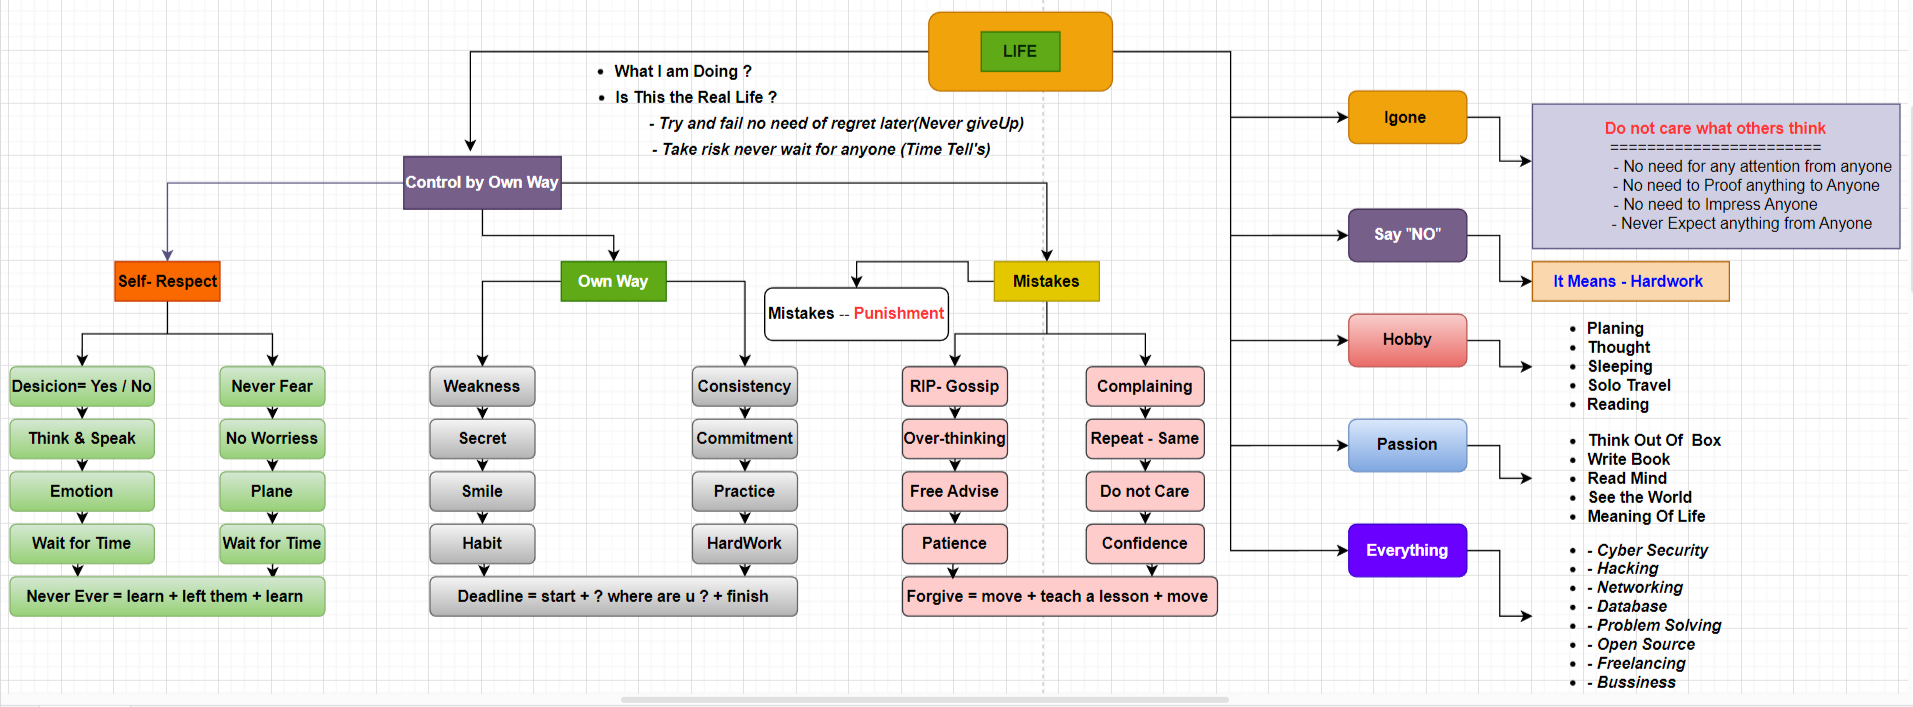 LIFE
• What I am Doing ?
• Is This the Real Life ?
- Try and fail no need of regret later(Never giveUp)
- Take risk never wait for anyone (Time Tell's)
Control by Own Way
Self- Respect
Own Way
Mistakes
Mistakes -- Punishment
Desicion= Yes / No
Think & Speak
Emotion
Wait for Time
Never Fear
No Worriess
Plane
Wait for Time
Never Ever = learn + left them + learn
Weakness
Secret
Smile
Habit
Consistency
Commitment
Practice
HardWork
Deadline = start + ? where are u ? + finish
RIP- Gossip
Over-thinking
Free Advise
Patience
Complaining
Repeat - Same
Do not Care
Confidence
Forgive = move + teach a lesson + move
Igone
Do not care what others think
=======================
- No need for any attention from anyone
- No need to Proof anything to Anyone
- No need to Impress Anyone
- Never Expect anything from Anyone
Say "NO"
It Means - Hardwork
Hobby
• Planing
• Thought
• Sleeping
• Solo Travel
• Reading
Passion
• Think Out Of Box
• Write Book
• Read Mind
• See the World
• Meaning Of Life
Everything
• - Cyber Security
• - Hacking
• - Networking
• - Database
• - Problem Solving
• - Open Source
• - Freelancing
• - Bussiness